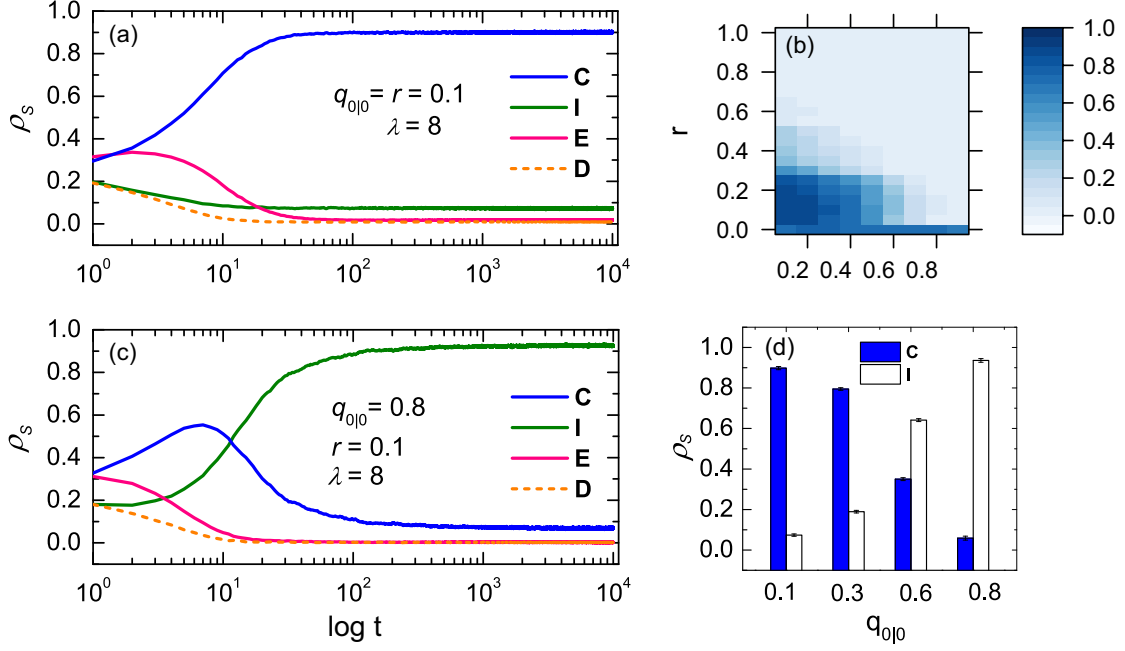 (a)
1.0
0.8
0.6
0.4
0.2
0.0
ρs
q0|0 = r = 0.1
λ = 8
C
I
E
D
10^0 10^1 10^2 10^3 10^4
(b)
1.0
0.8
0.6
0.4
0.2
0.0
r
0.2 0.4 0.6 0.8
1.0
0.8
0.6
0.4
0.2
0.0
(c)
1.0
0.8
0.6
0.4
0.2
0.0
ρs
q0|0 = 0.8
r = 0.1
λ = 8
C
I
E
D
10^0 10^1 10^2 10^3 10^4
log t
(d)
1.0
0.8
0.6
0.4
0.2
0.0
ρs
C
I
0.1 0.3 0.6 0.8
q0|0